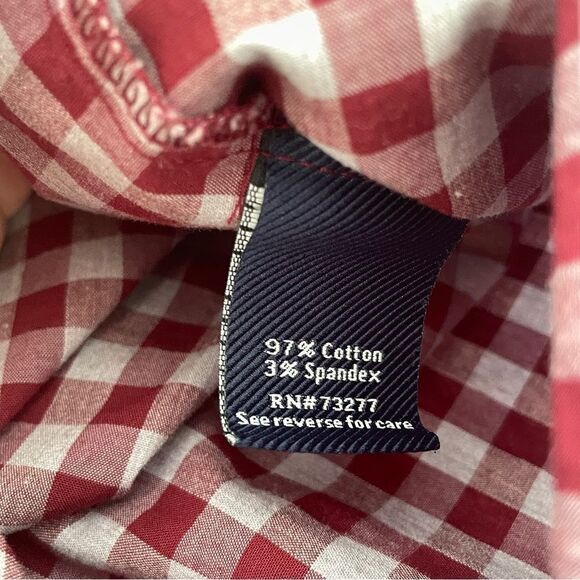 97% Cotton
3% Spandex
RN# 73277
See reverse for care